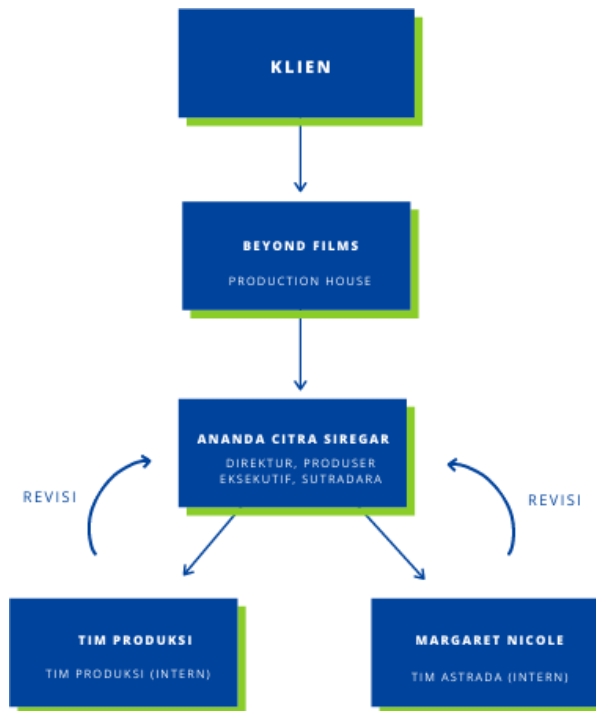 KLIEN
BEYOND FILMS
PRODUCTION HOUSE
ANANDA CITRA SIREGAR
DIREKTUR, PRODUSER
EKSEKUTIF, SUTRADARA
REVISI
REVISI
TIM PRODUKSI
TIM PRODUKSI (INTERN)
MARGARET NICOLE
TIM ASTRADA (INTERN)